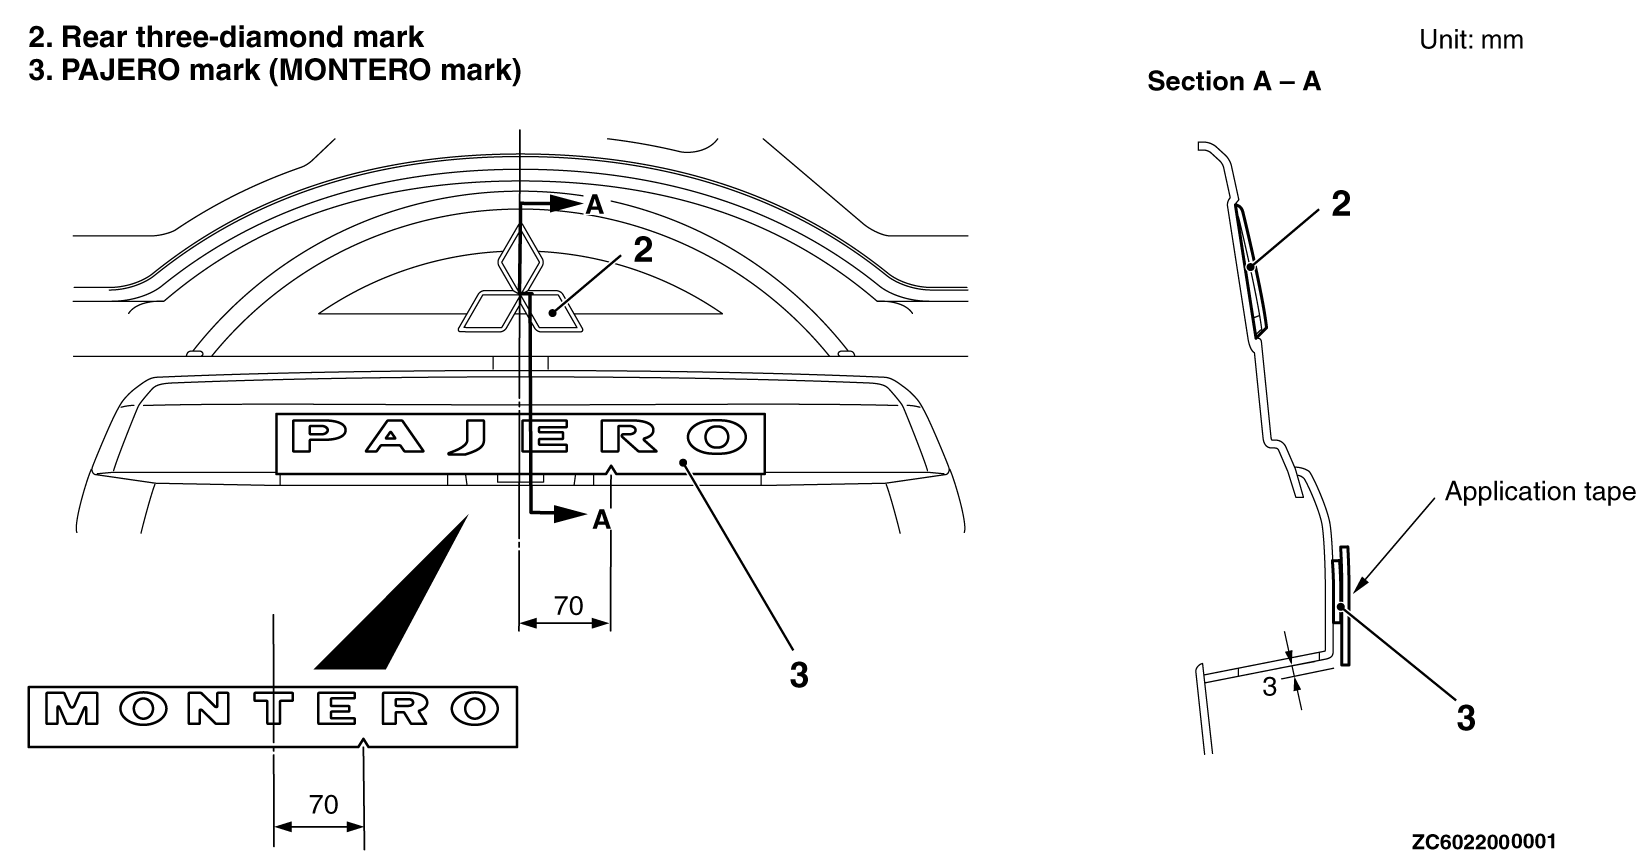 2. Rear three-diamond mark
3. PAJERO mark (MONTERO mark)
Unit: mm
Section A – A
A
2
PAJERO
A
70
3
MONTERO
70
2
Application tape
3
3
ZC6022000001